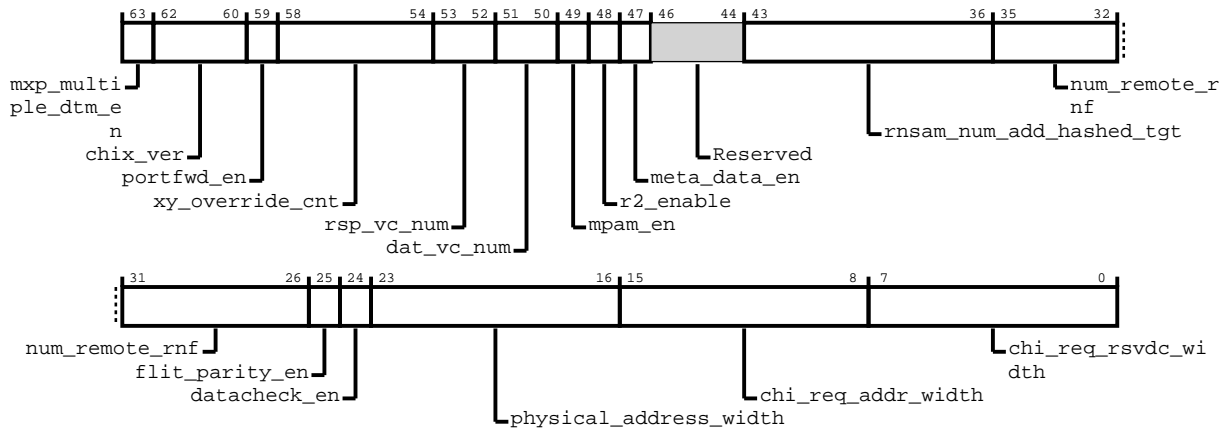 63 62 60 59 58 54 53 52 51 50 49 48 47 46 44 43 36 35 32
mxp_multi
ple_dtm_e
n
num_remote_r
nf
rnsam_num_add_hashed_tgt
chix_ver
Reserved
portfwd_en
meta_data_en
xy_override_cnt
r2_enable
rsp_vc_num
mpam_en
dat_vc_num
31 26 25 24 23 16 15 8 7 0
num_remote_rnf
chi_req_rsvdc_wi
dth
flit_parity_en
datacheck_en
chi_req_addr_width
physical_address_width